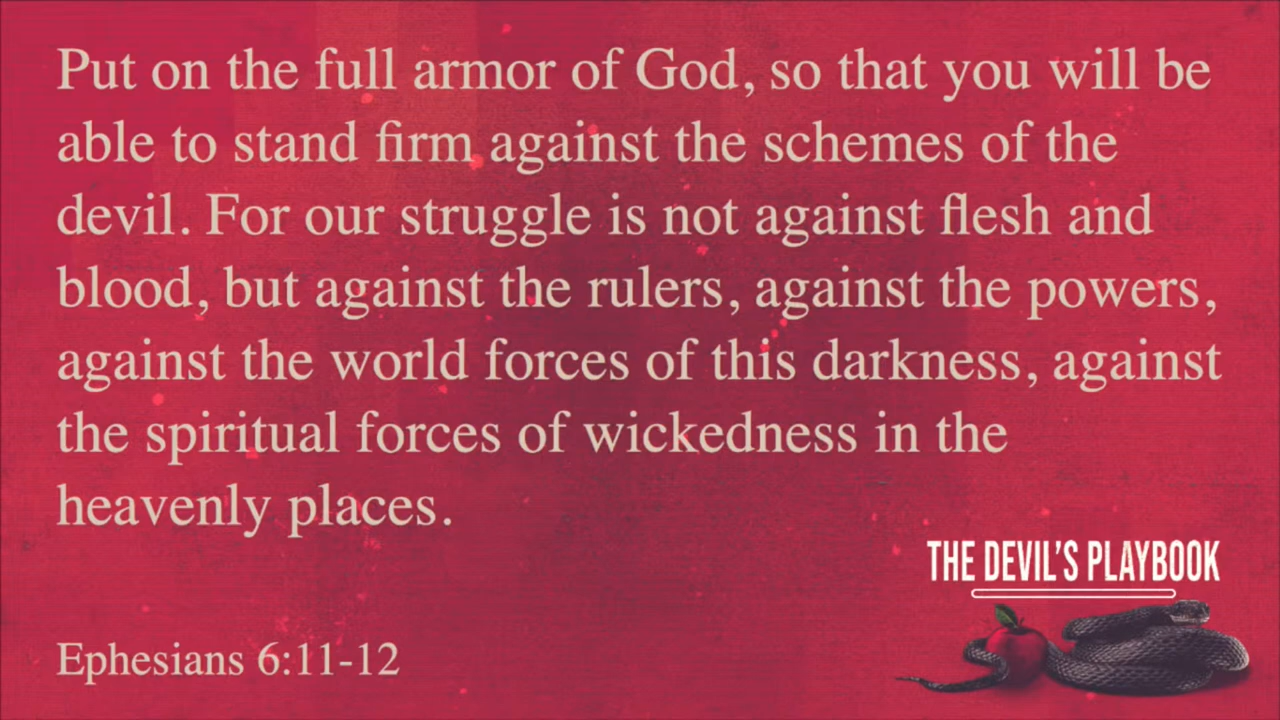 Put on the full armor of God, so that you will be
able to stand firm against the schemes of the
devil. For our struggle is not against flesh and
blood, but against the rulers, against the powers,
against the world forces of this darkness, against
the spiritual forces of wickedness in the
heavenly places.
THE DEVIL'S PLAYBOOK
Ephesians 6:11-12